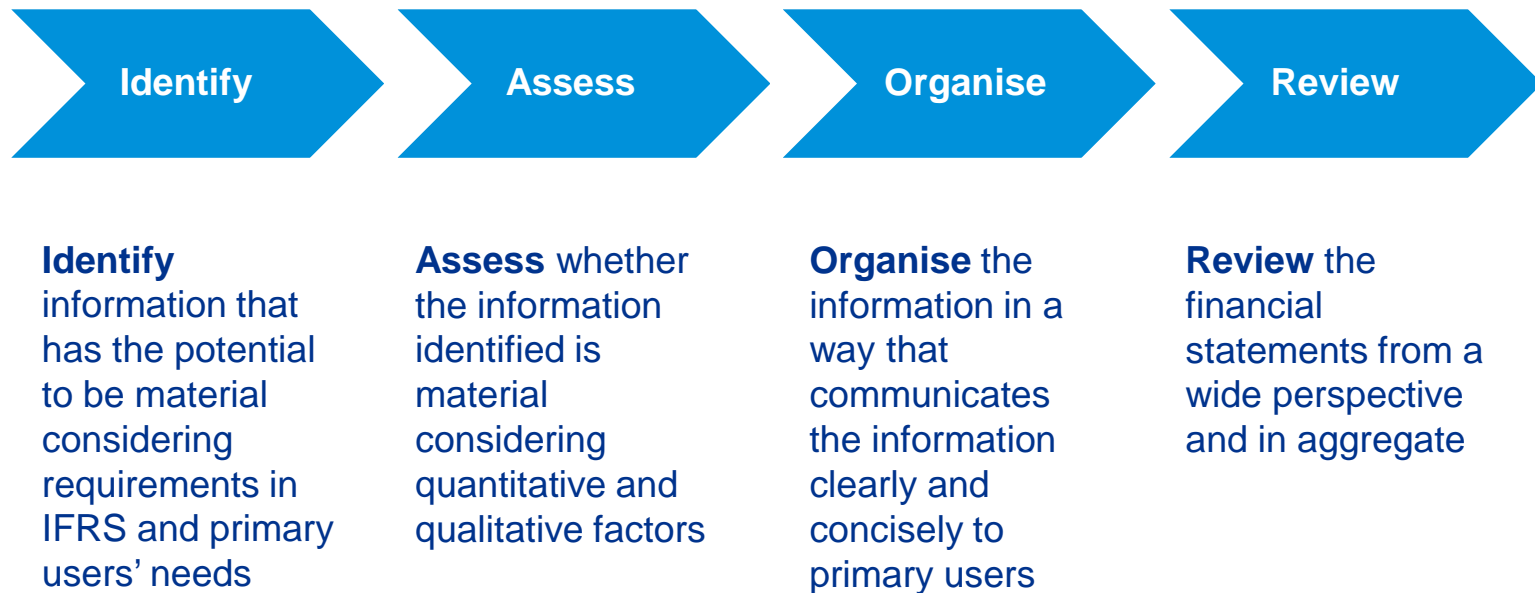 Identify
Assess
Organise
Review
Identify
information that
has the potential
to be material
considering
requirements in
IFRS and primary
users’ needs
Assess whether
the information
identified is
material
considering
quantitative and
qualitative factors
Organise the
information in a
way that
communicates
the information
clearly and
concisely to
primary users
Review the
financial
statements from a
wide perspective
and in aggregate